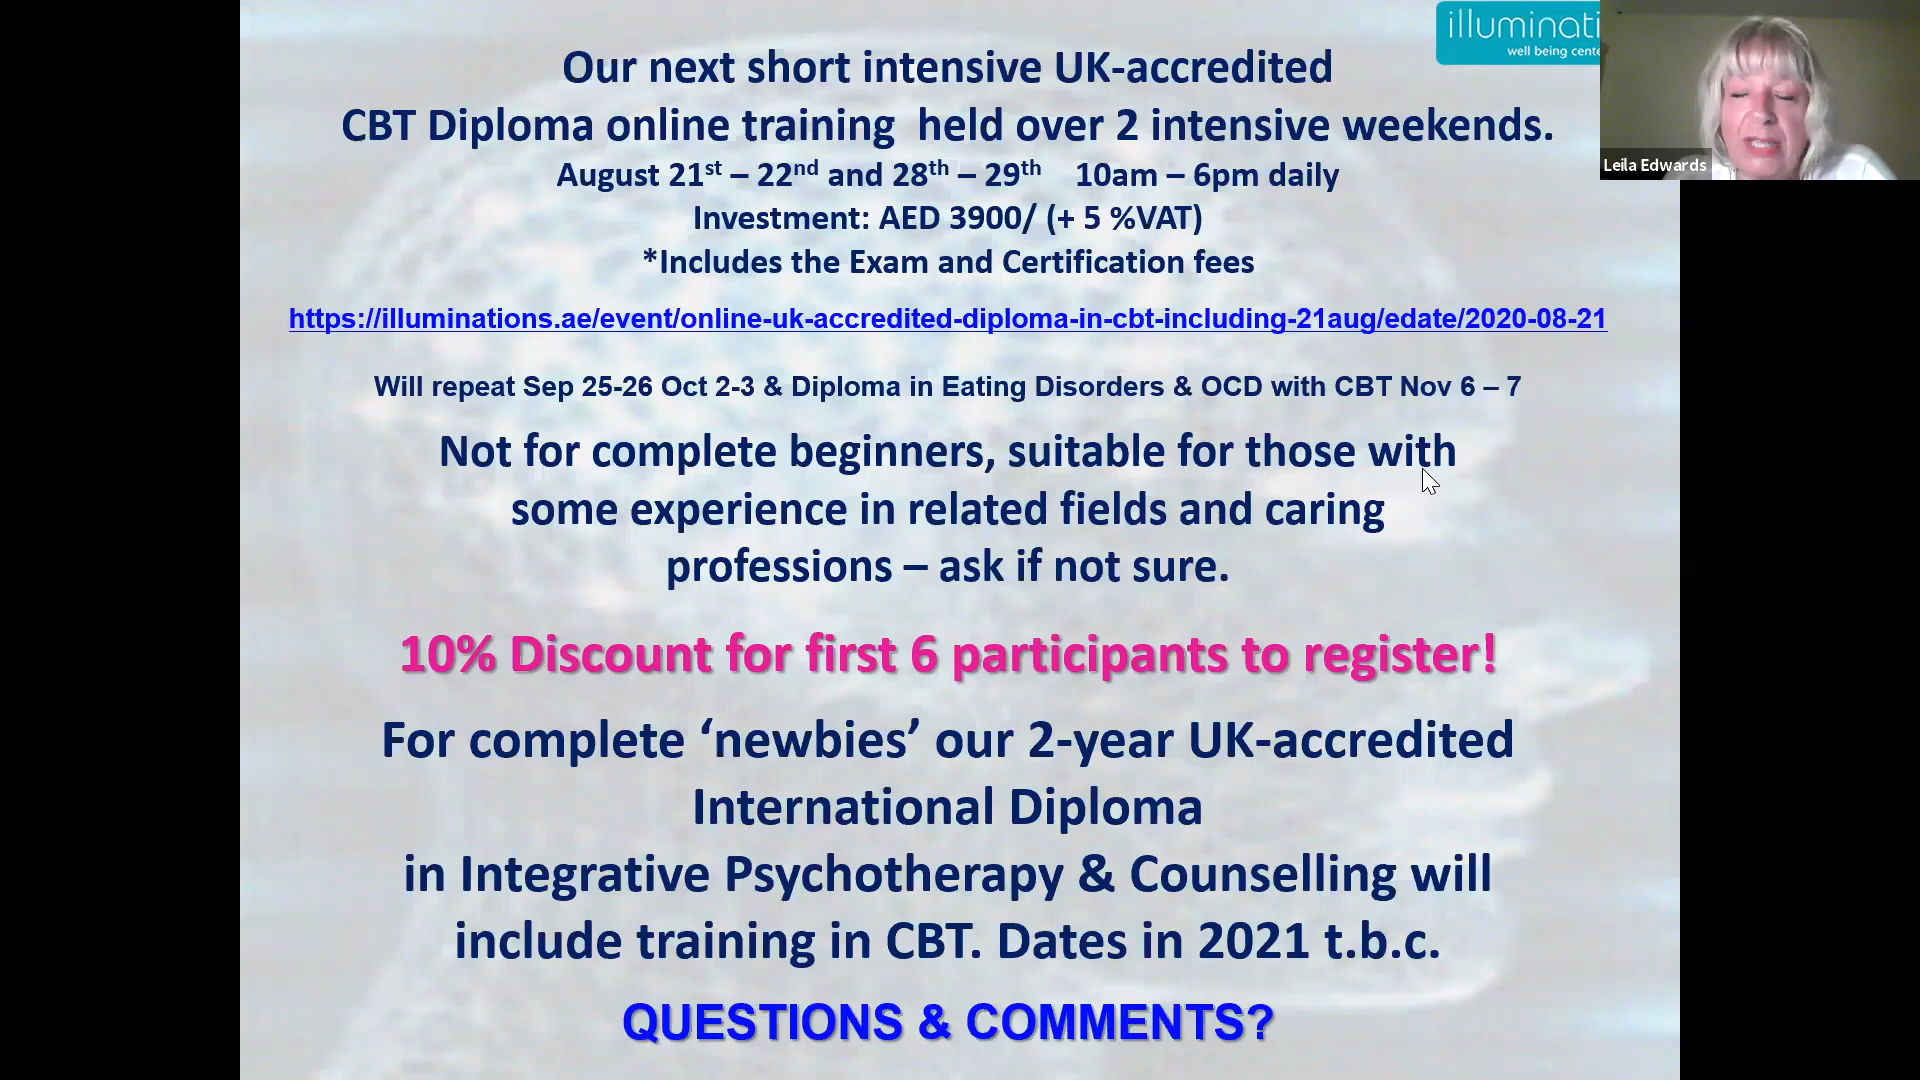 illuminati
well being cente
Our next short intensive UK-accredited
CBT Diploma online training held over 2 intensive weekends.
August 21st – 22nd and 28th – 29th 10am – 6pm daily
Investment: AED 3900/ (+ 5 %VAT)
*Includes the Exam and Certification fees
https://illuminations.ae/event/online-uk-accredited-diploma-in-cbt-including-21aug/edate/2020-08-21
Will repeat Sep 25-26 Oct 2-3 & Diploma in Eating Disorders & OCD with CBT Nov 6 – 7
Not for complete beginners, suitable for those with
some experience in related fields and caring
professions – ask if not sure.
10% Discount for first 6 participants to register!
For complete ‘newbies’ our 2-year UK-accredited
International Diploma
in Integrative Psychotherapy & Counselling will
include training in CBT. Dates in 2021 t.b.c.
QUESTIONS & COMMENTS?
Leila Edwards